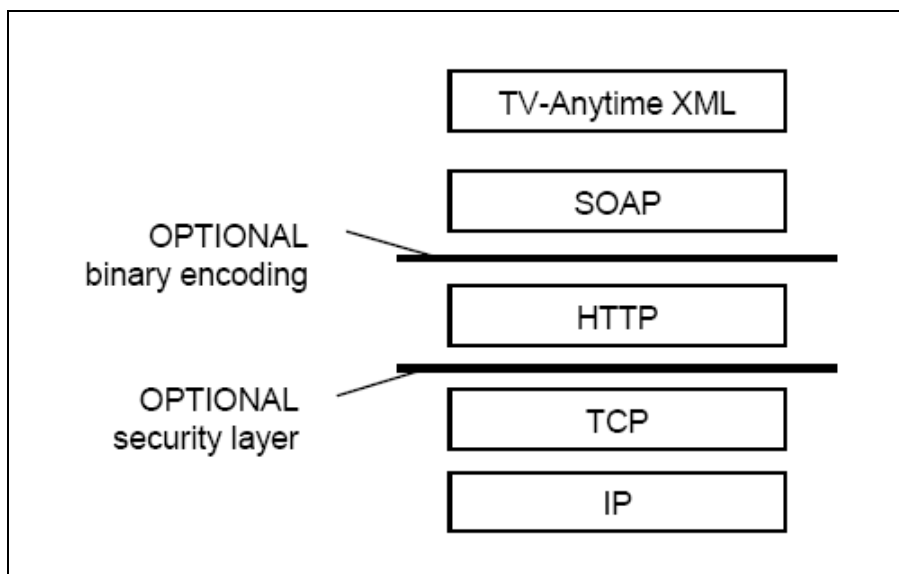 TV-Anytime XML
SOAP
OPTIONAL
binary encoding
HTTP
OPTIONAL
security layer
TCP
IP